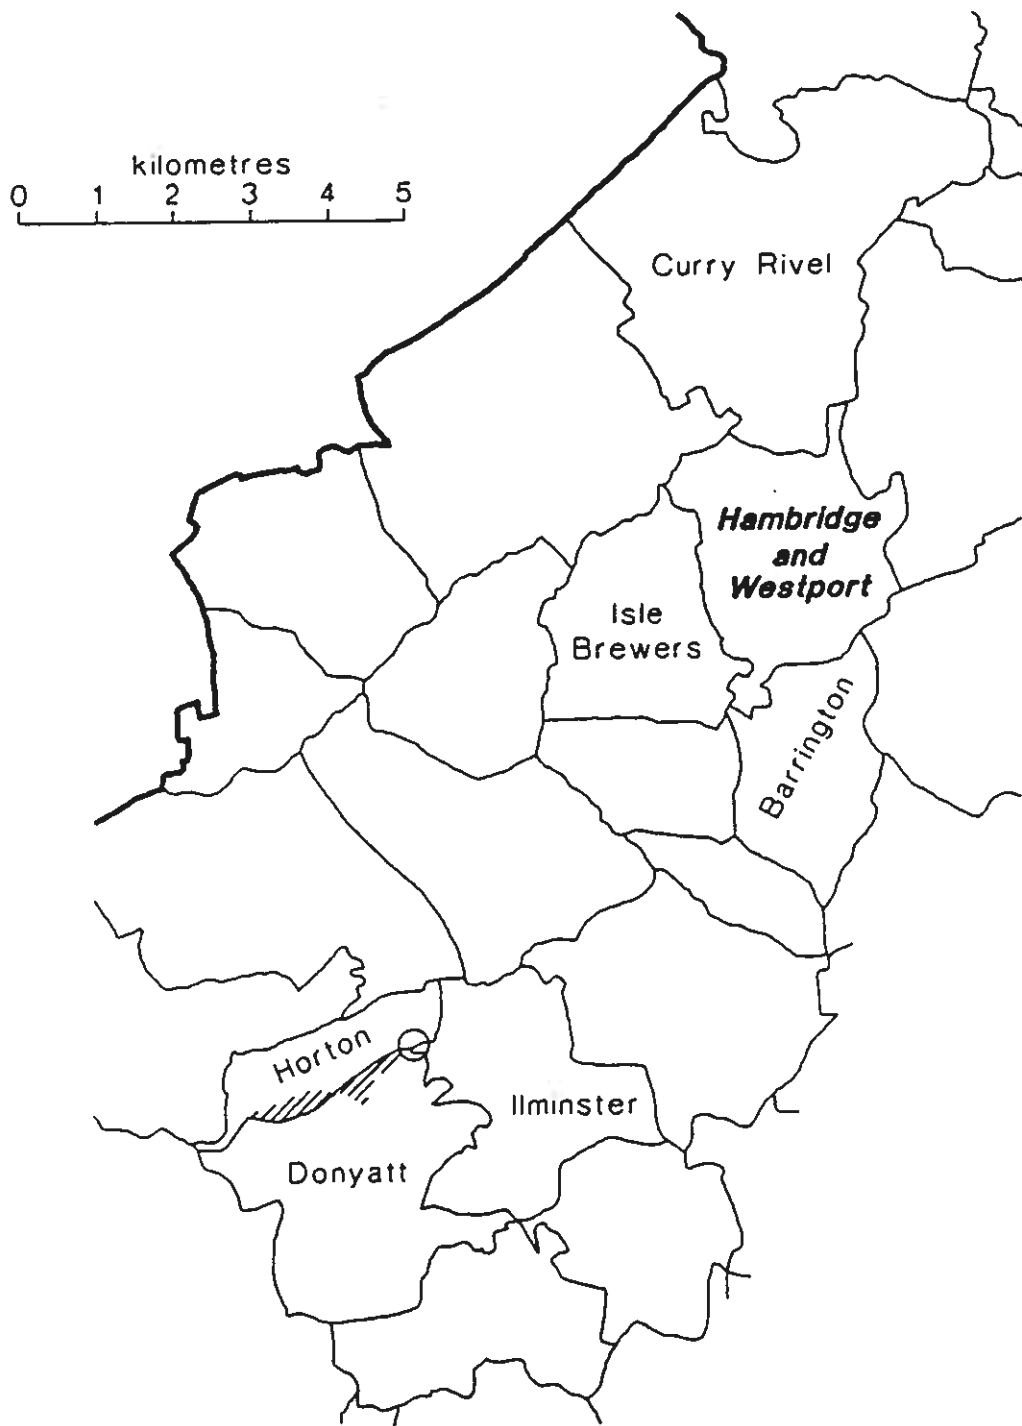 kilometres
0 1 2 3 4 5
Curry Rivel
Hambridge
and
Westport
Isle
Brewers
Barrington
Horton
Ilminster
Donyatt